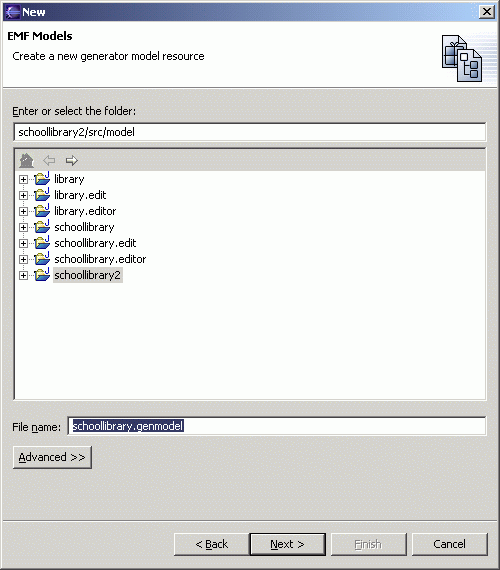 New
EMF Models
Create a new generator model resource
Enter or select the folder:
schoollibrary2/src/model
library
library.edit
library.editor
schoollibrary
schoollibrary.edit
schoollibrary.editor
schoollibrary2
File name: schoollibrary.genmodel
Advanced >>
< Back Next > Finish Cancel